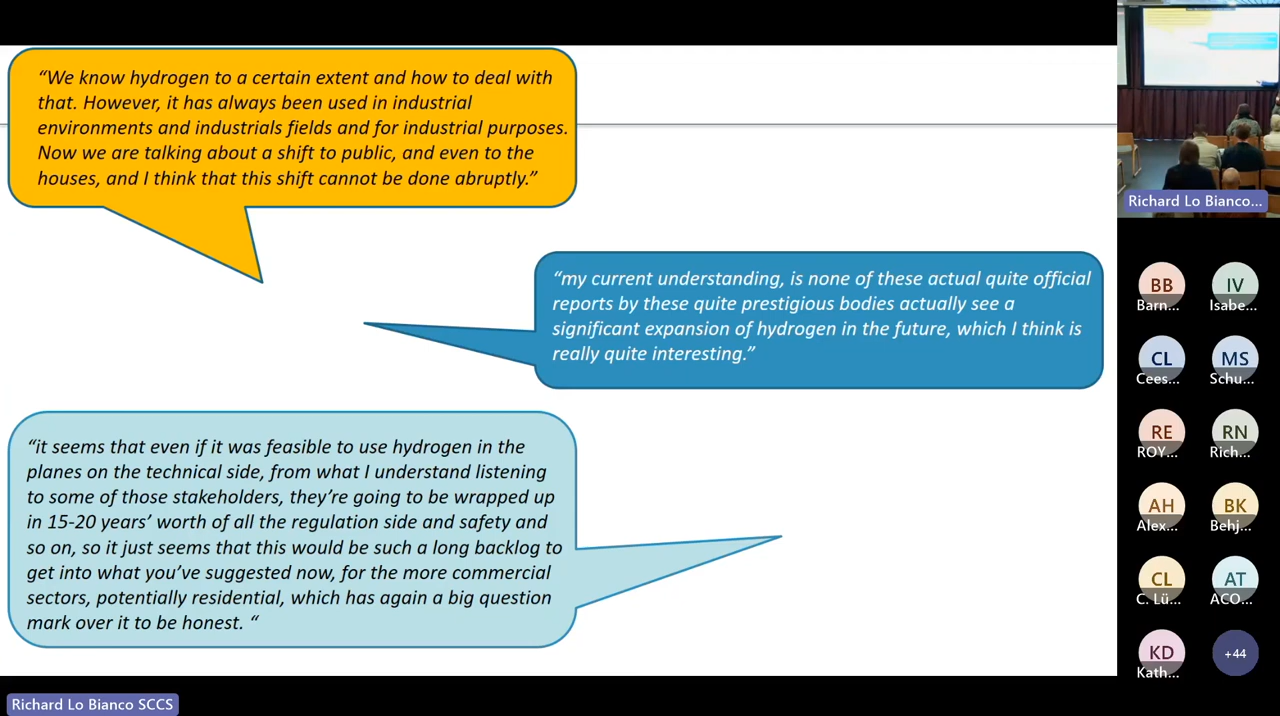 “We know hydrogen to a certain extent and how to deal with
that. However, it has always been used in industrial
environments and industrials fields and for industrial purposes.
Now we are talking about a shift to public, and even to the
houses, and I think that this shift cannot be done abruptly.”
“my current understanding, is none of these actual quite official
reports by these quite prestigious bodies actually see a
significant expansion of hydrogen in the future, which I think is
really quite interesting.”
“it seems that even if it was feasible to use hydrogen in the
planes on the technical side, from what I understand listening
to some of those stakeholders, they’re going to be wrapped up
in 15-20 years’ worth of all the regulation side and safety and
so on, so it just seems that this would be such a long backlog to
get into what you’ve suggested now, for the more commercial
sectors, potentially residential, which has again a big question
mark over it to be honest. “
Richard Lo Bianco SCCS
Richard Lo Bianco...
BB
Barn...
IV
Isabe...
CL
Cees...
MS
Schu...
RE
ROY...
RN
Rich...
AH
Alex...
BK
Behj...
CL
C. Lü...
AT
ACO...
KD
Kath...
+44